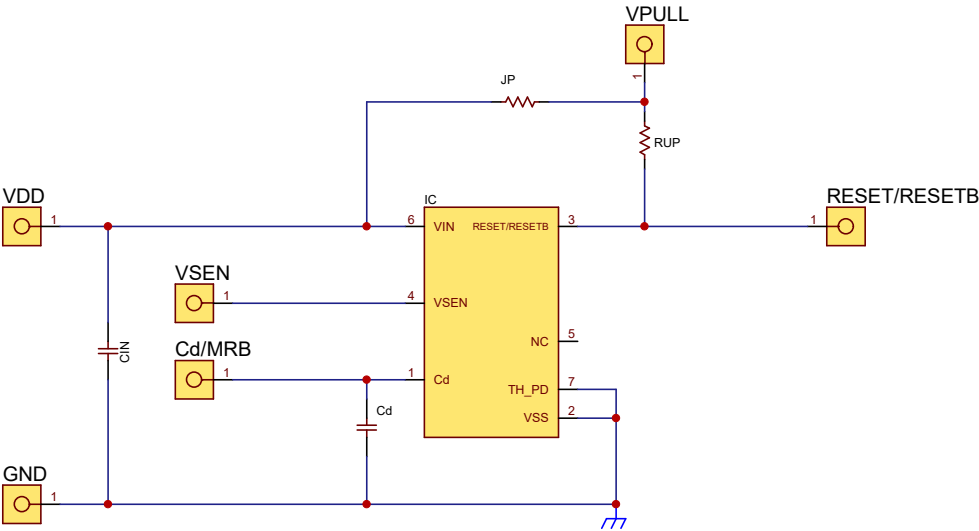 VPULL
1
JP
RUP
VDD
1
IC
RESET/RESETB
1
6
VIN
RESET/RESETB
3
VSEN
1
4
VSEN
NC
5
CIN
Cd/MRB
1
1
Cd
TH_PD
7
Cd
VSS
2
GND
1